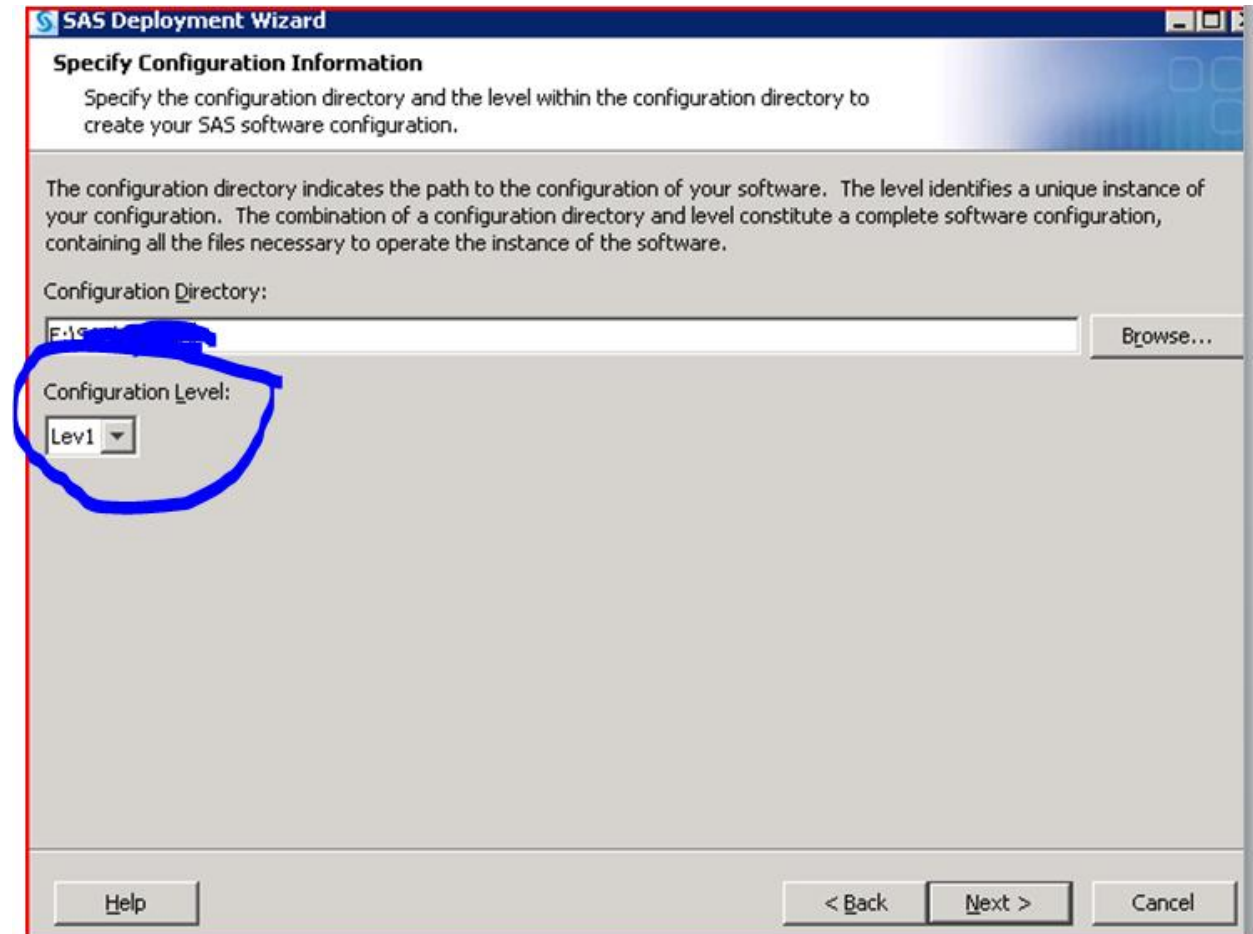 SAS Deployment Wizard
Specify Configuration Information
Specify the configuration directory and the level within the configuration directory to
create your SAS software configuration.
The configuration directory indicates the path to the configuration of your software. The level identifies a unique instance of
your configuration. The combination of a configuration directory and level constitute a complete software configuration,
containing all the files necessary to operate the instance of the software.
Configuration Directory:
Browse...
Configuration Level:
Lev1
Help
< Back
Next >
Cancel